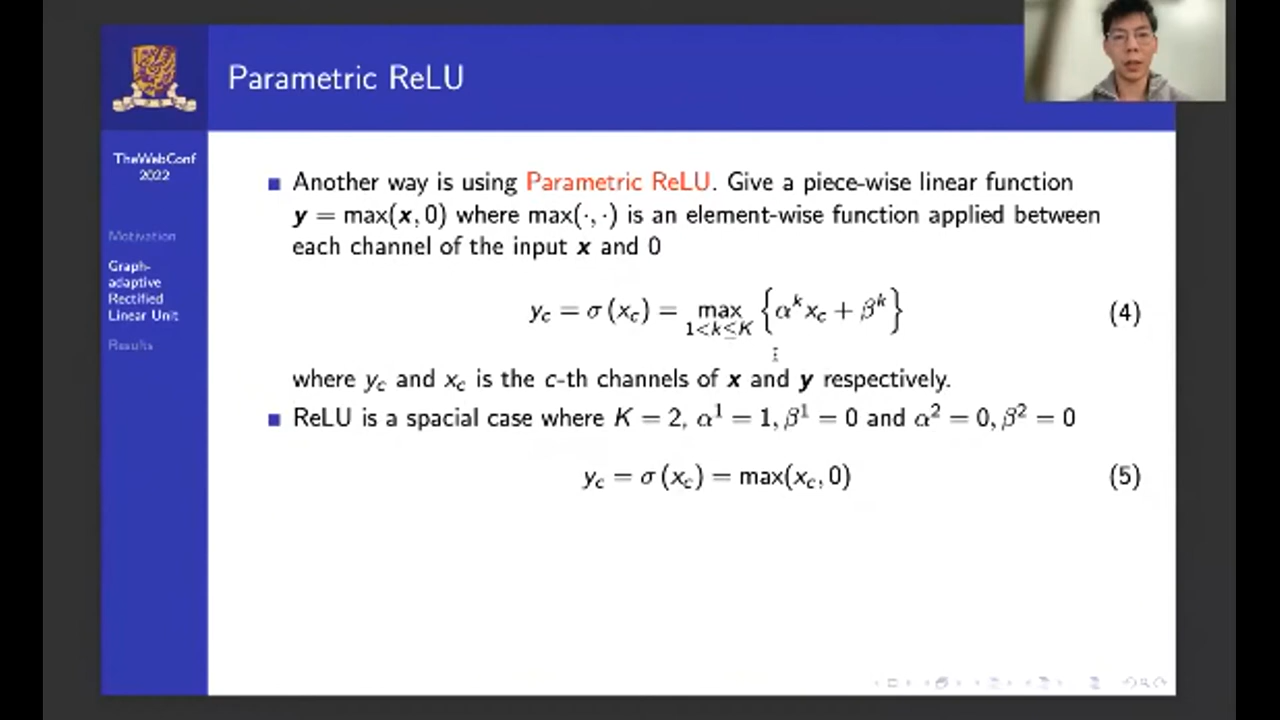 Parametric ReLU
TheWebConf
2022
Motivation
Graph-
adaptive
Rectified
Linear Unit
Results
Another way is using Parametric ReLU. Give a piece-wise linear function
y = max(x, 0) where max(·, ·) is an element-wise function applied between
each channel of the input x and 0
y_c = σ (x_c) = max_{1<k≤K} {α^k x_c + β^k} (4)
where y_c and x_c is the c-th channels of x and y respectively.
ReLU is a spacial case where K = 2, α^1 = 1, β^1 = 0 and α^2 = 0, β^2 = 0
y_c = σ (x_c) = max(x_c, 0) (5)